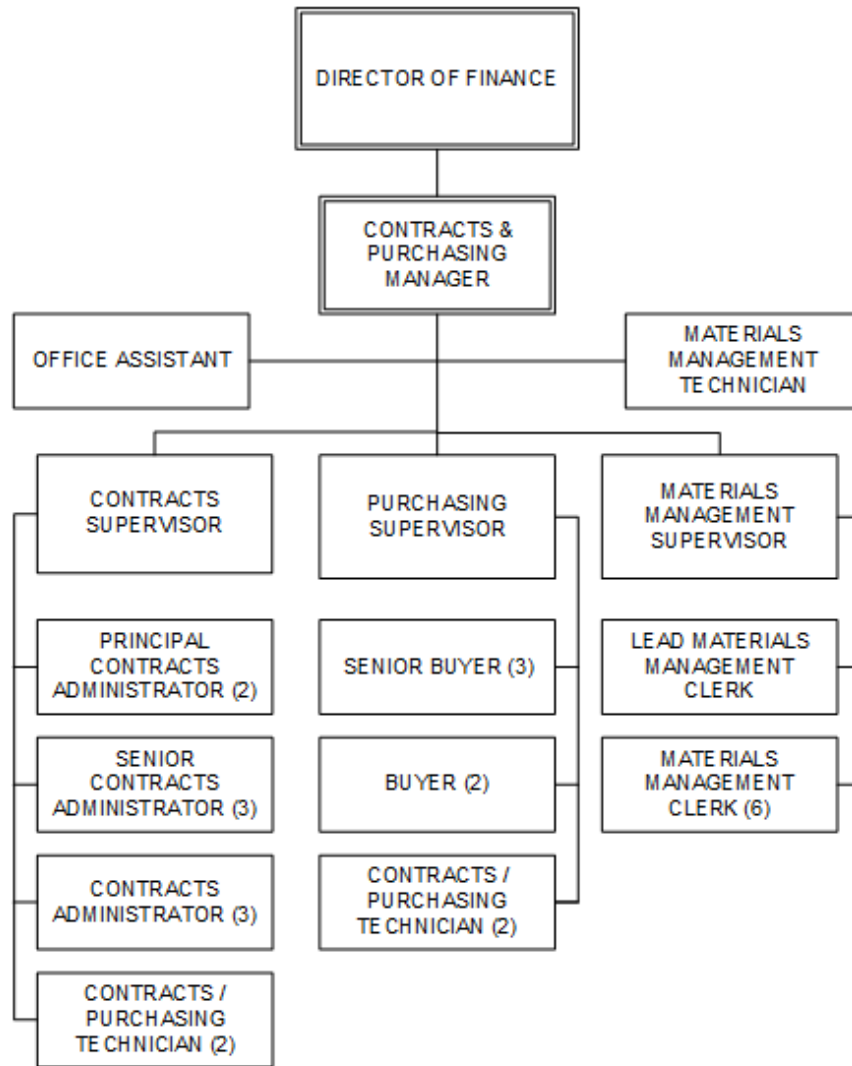 DIRECTOR OF FINANCE
CONTRACTS &
PURCHASING
MANAGER
OFFICE ASSISTANT
MATERIALS
MANAGEMENT
TECHNICIAN
CONTRACTS
SUPERVISOR
PURCHASING
SUPERVISOR
MATERIALS
MANAGEMENT
SUPERVISOR
PRINCIPAL
CONTRACTS
ADMINISTRATOR (2)
SENIOR BUYER (3)
LEAD MATERIALS
MANAGEMENT
CLERK
SENIOR
CONTRACTS
ADMINISTRATOR (3)
BUYER (2)
MATERIALS
MANAGEMENT
CLERK (6)
CONTRACTS
ADMINISTRATOR (3)
CONTRACTS /
PURCHASING
TECHNICIAN (2)
CONTRACTS /
PURCHASING
TECHNICIAN (2)